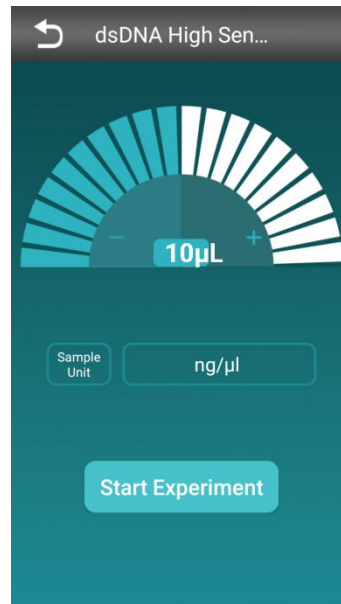 dsDNA High Sen...
− +
10µL
Sample
Unit
ng/µl
Start Experiment